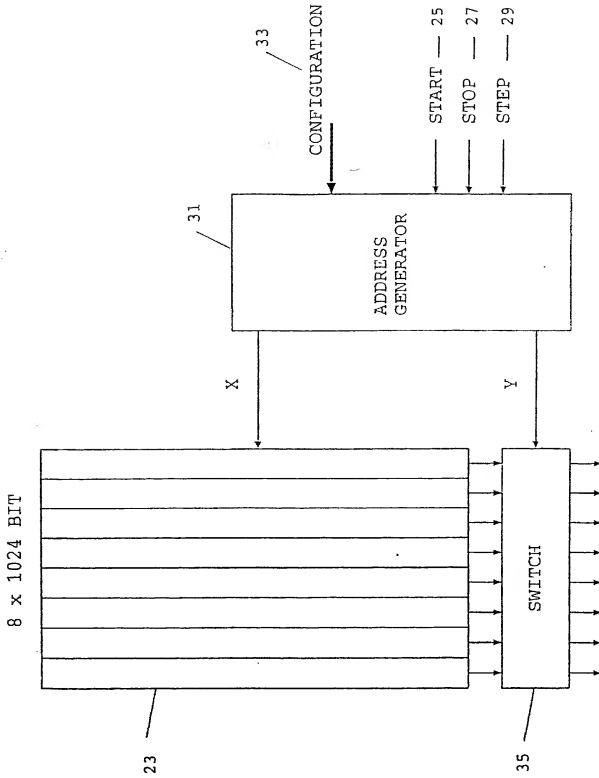 8 x 1024 BIT
23
X
31
33
CONFIGURATION
ADDRESS
GENERATOR
START — 25
STOP — 27
STEP — 29
Y
SWITCH
35